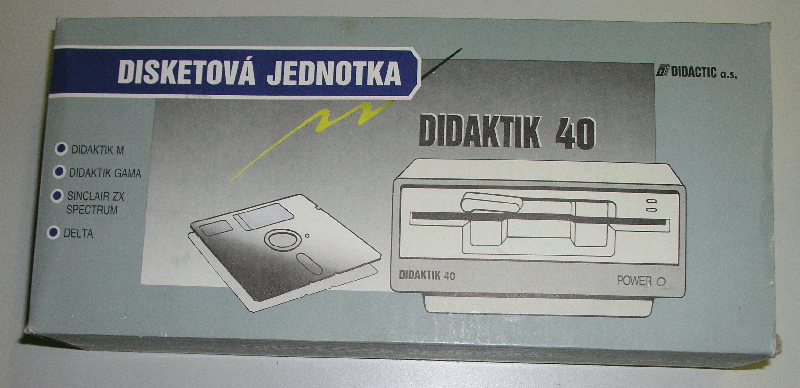 DISKETOVÁ JEDNOTKA
DIDACTIC a.s.
DIDAKTIK 40
DIDAKTIK M
DIDAKTIK GAMA
SINCLAIR ZX
SPECTRUM
DELTA
DIDAKTIK 40
POWER